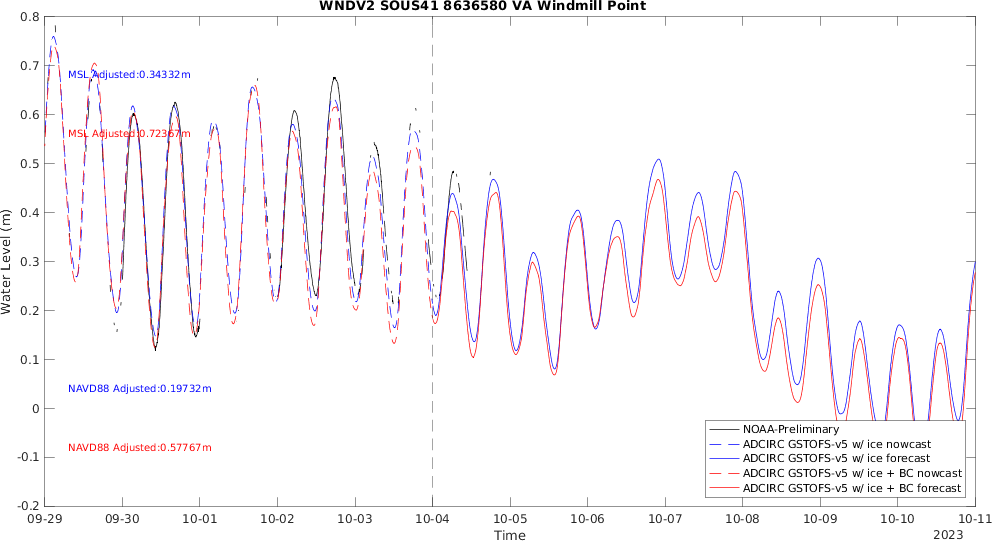 WNDV2 SOUS41 8636580 VA Windmill Point
Water Level (m)
0.8
0.7
0.6
0.5
0.4
0.3
0.2
0.1
0
-0.1
-0.2
MSL Adjusted:0.34332m
MSL Adjusted:0.72367m
NAVD88 Adjusted:0.19732m
NAVD88 Adjusted:0.57767m
NOAA-Preliminary
ADCIRC GSTOFS-v5 w/ ice nowcast
ADCIRC GSTOFS-v5 w/ ice forecast
ADCIRC GSTOFS-v5 w/ ice + BC nowcast
ADCIRC GSTOFS-v5 w/ ice + BC forecast
09-29 09-30 10-01 10-02 10-03 10-04 10-05 10-06 10-07 10-08 10-09 10-10 10-11
Time
2023